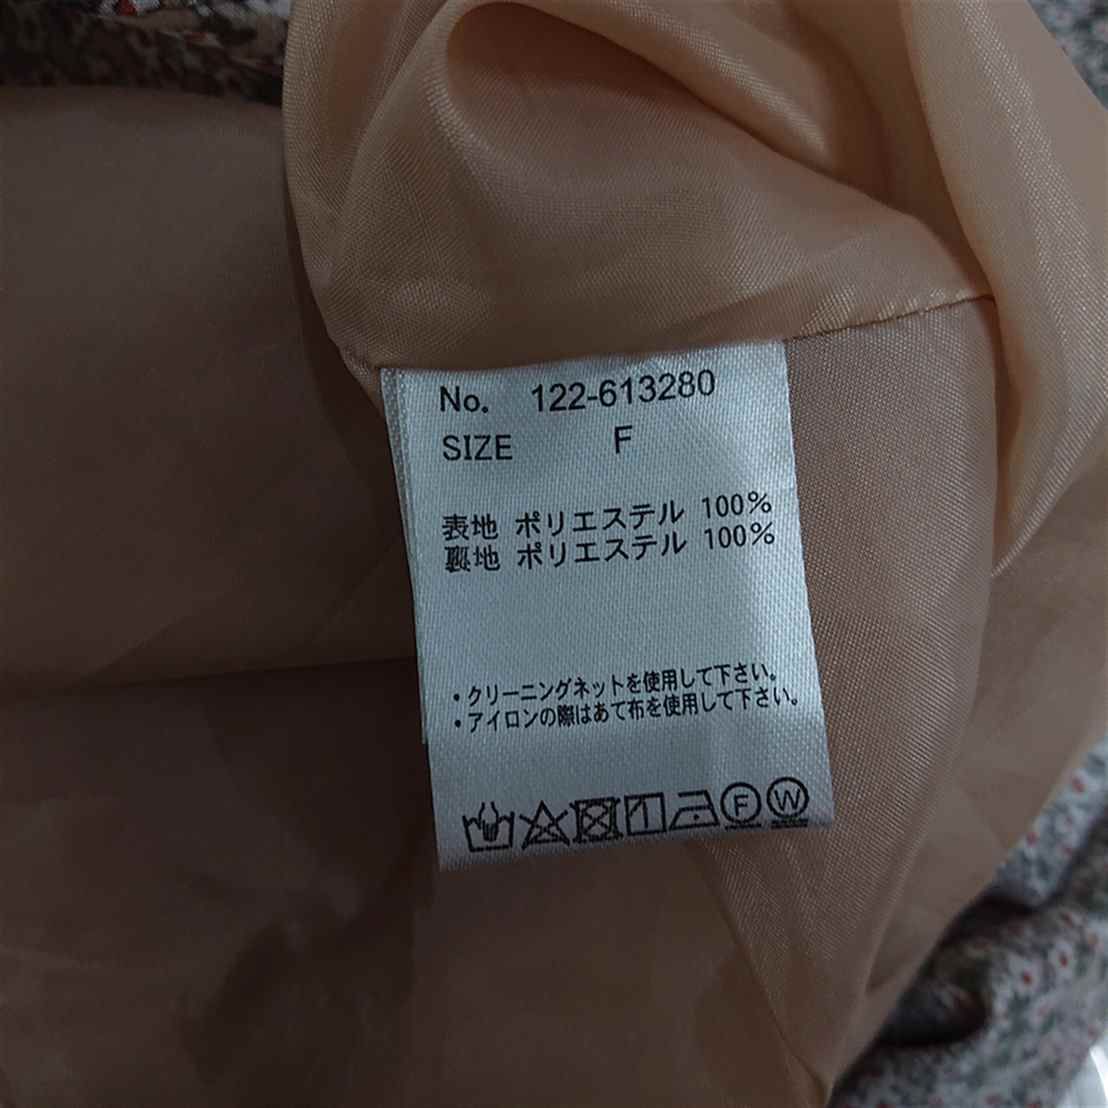 No. 122-613280
SIZE F
表地 ポリエステル 100%
裏地 ポリエステル 100%
・クリーニングネットを使用して下さい。
・アイロンの際はあて布を使用して下さい。
F W